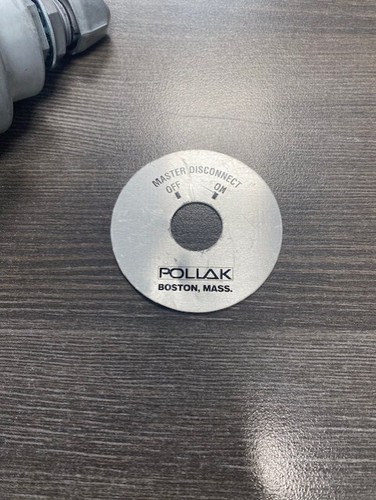 MASTER DISCONNECT
OFF ON
POLLAK
BOSTON, MASS.